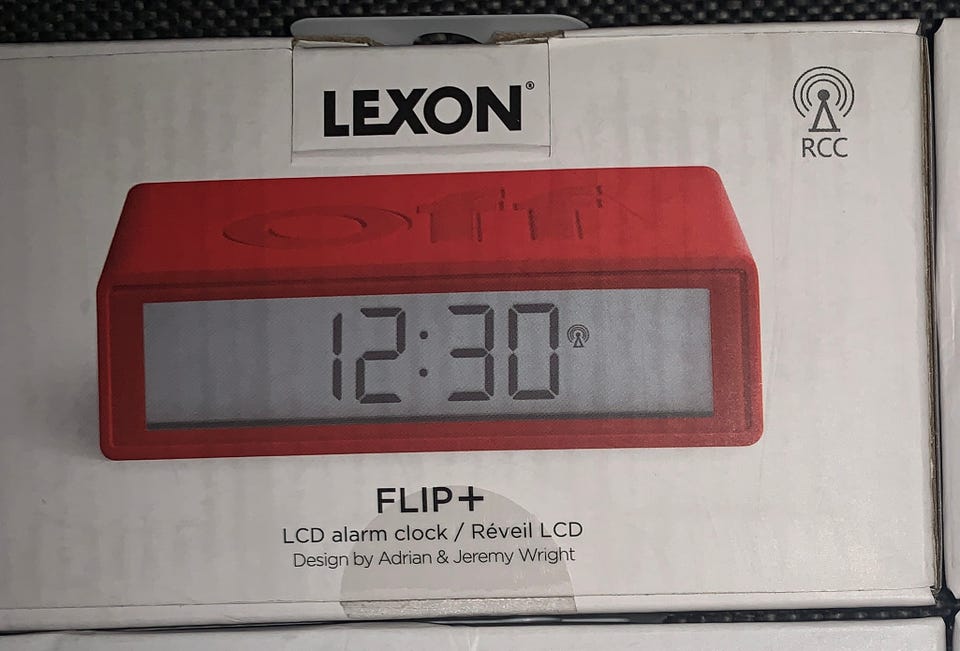 LEXON®
RCC
Off
12:30
FLIP+
LCD alarm clock / Réveil LCD
Design by Adrian & Jeremy Wright